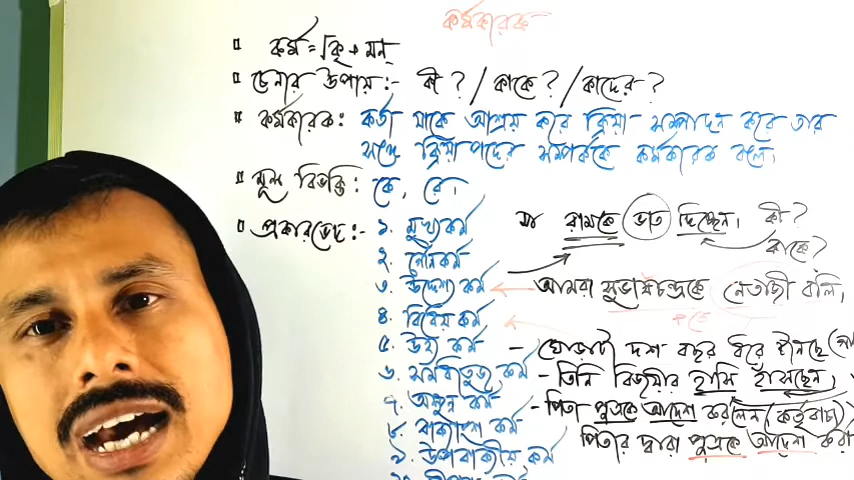 কর্মকারক
▫ কর্ম = √কৃ + মন্
▫ চেনার উপায় :- কী ? / কাকে ? / কাদের ?
▫ কর্মকারক : কর্তা যাকে আশ্রয় করে ক্রিয়া সম্পাদন করে তার
সঙ্গে ক্রিয়া পদের সম্পর্ককে কর্মকারক বলে।
▫ মূল বিভক্তি : কে, রে।
▫ প্রকারভেদ :- ১. মুখ্যকর্ম
মা রামকে ভাত দিচ্ছেন। কী ?
কাকে ?
২. গৌনকর্ম
৩. উদ্দেশ্য কর্ম
আমরা সুভাষচন্দ্রকে নেতাজী বলি,
৪. বিধেয় কর্ম
৫. উহ্য কর্ম - ঘোড়াটা দশ বছর ধরে টানছে
৬. সমধাতুজ কর্ম - তিনি বিজয়ীর হাসি হাসছেন,
৭. অক্ষুন্ন কর্ম - পিতা পুত্রকে আদেশ করলেন (কর্তৃবাচ্য)
পিতার দ্বারা পুত্রকে আদেশ করা
৮. বাক্যাংশ কর্ম
৯. উপবাক্যীয় কর্ম